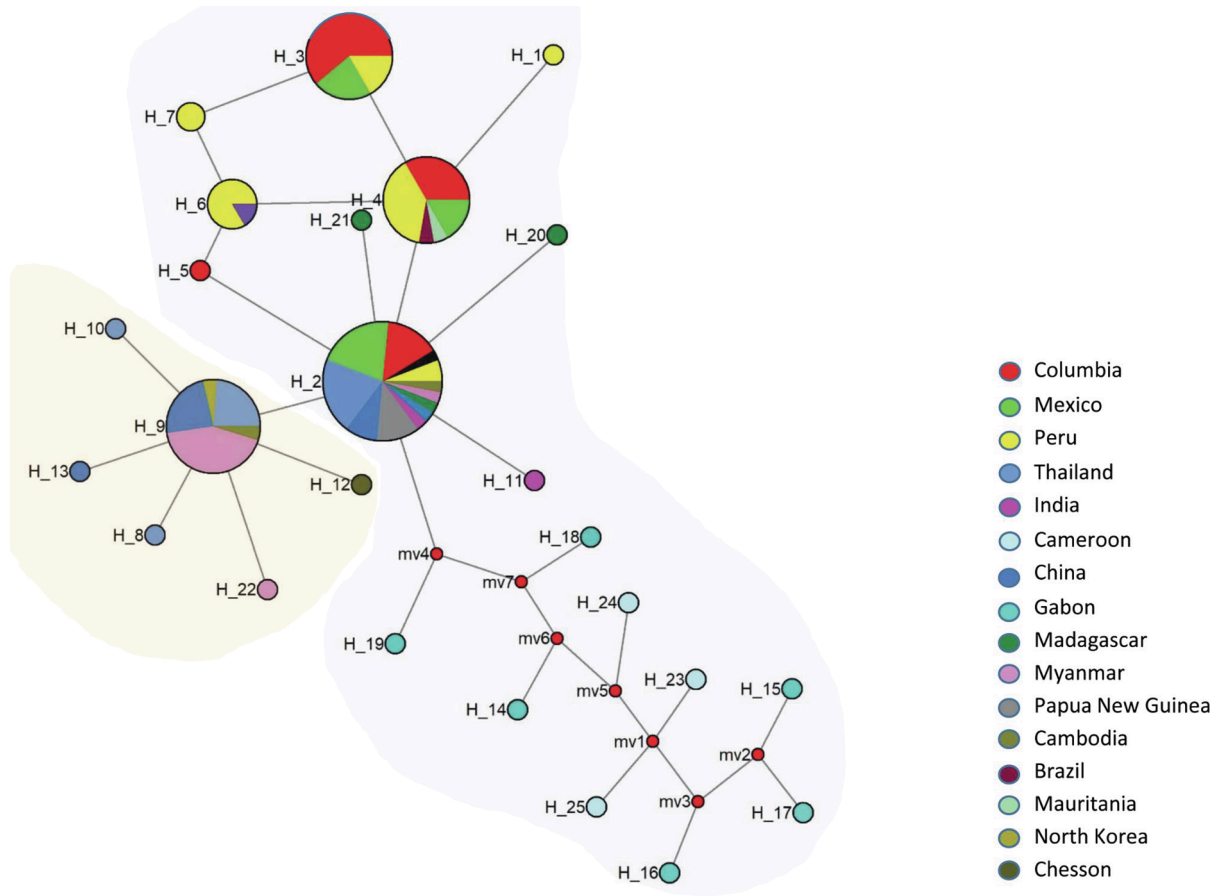 H_3
H_1
H_7
H_6
H_4
H_21
H_20
H_5
H_10
H_2
H_9
H_13
H_12
H_11
H_8
H_18
mv4
mv7
H_22
H_24
H_19
mv6
H_23
H_15
mv5
H_14
mv1
mv2
H_25
mv3
H_17
H_16
Columbia
Mexico
Peru
Thailand
India
Cameroon
China
Gabon
Madagascar
Myanmar
Papua New Guinea
Cambodia
Brazil
Mauritania
North Korea
Chesson